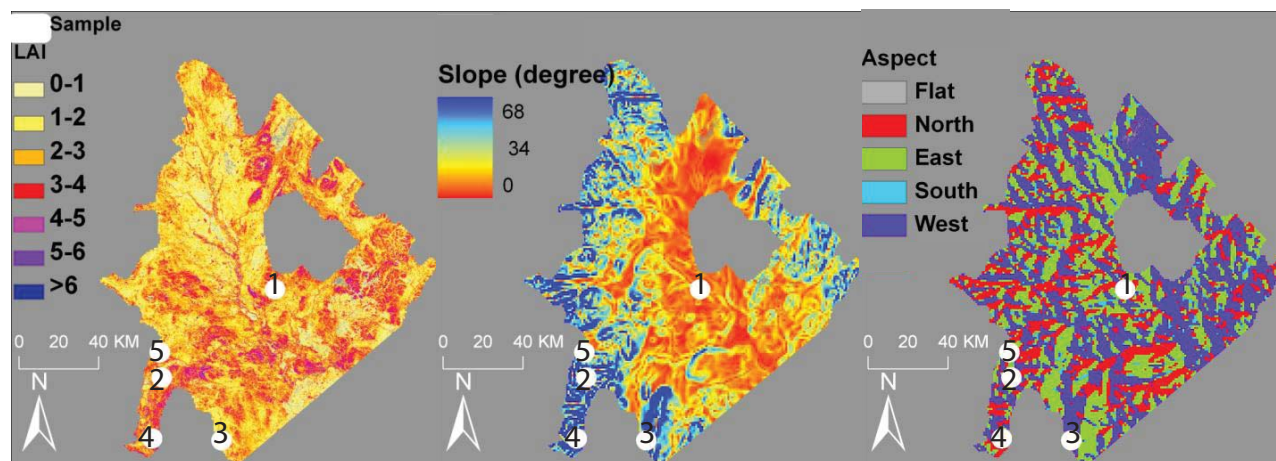 Sample
LAI
0-1
1-2
2-3
3-4
4-5
5-6
>6
1
5
2
4
3
0 20 40 KM
N
Slope (degree)
68
34
0
1
5
2
4
3
0 20 40 KM
N
Aspect
Flat
North
East
South
West
1
5
2
4
3
0 20 40 KM
N